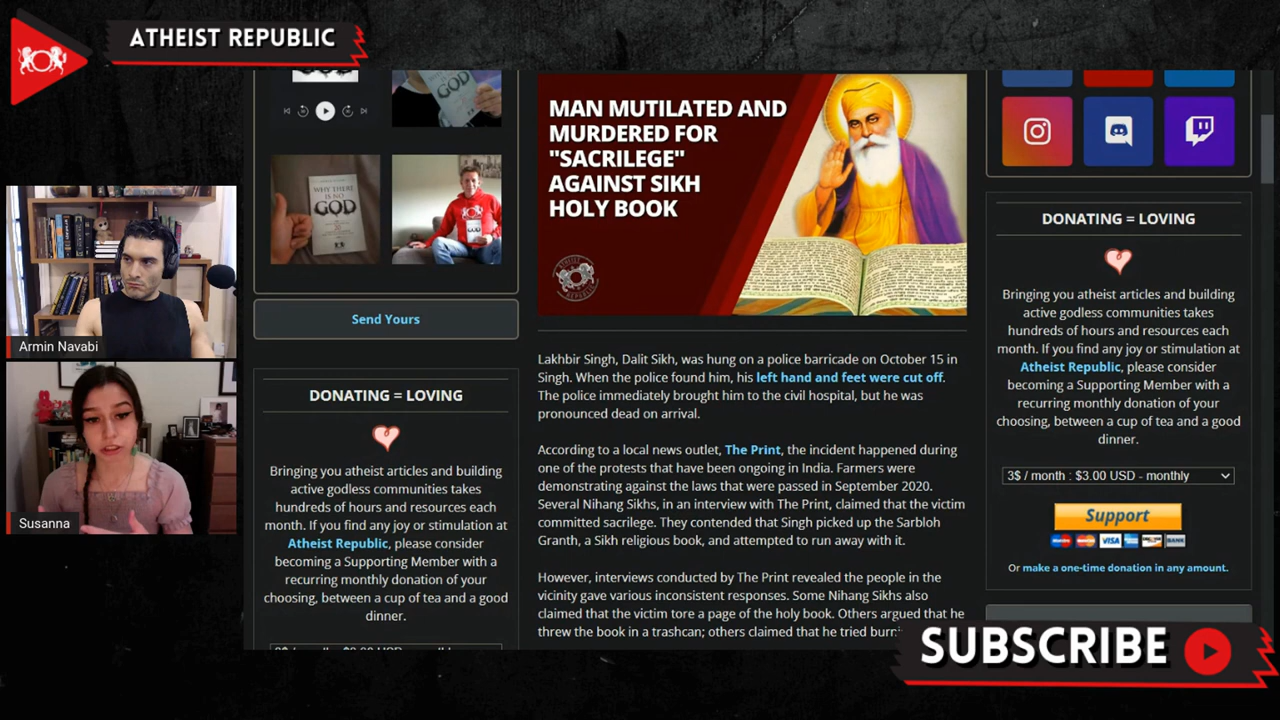 ATHEIST REPUBLIC
Armin Navabi
Susanna
WHY THERE
IS NO
GOD
Send Yours
DONATING = LOVING
Bringing you atheist articles and building
active godless communities takes
hundreds of hours and resources each
month. If you find any joy or stimulation at
Atheist Republic, please consider
becoming a Supporting Member with a
recurring monthly donation of your
choosing, between a cup of tea and a good
dinner.
MAN MUTILATED AND
MURDERED FOR
"SACRILEGE"
AGAINST SIKH
HOLY BOOK
Lakhbir Singh, Dalit Sikh, was hung on a police barricade on October 15 in
Singh. When the police found him, his left hand and feet were cut off.
The police immediately brought him to the civil hospital, but he was
pronounced dead on arrival.
According to a local news outlet, The Print, the incident happened during
one of the protests that have been ongoing in India. Farmers were
demonstrating against the laws that were passed in September 2020.
Several Nihang Sikhs, in an interview with The Print, claimed that the victim
committed sacrilege. They contended that Singh picked up the Sarbloh
Granth, a Sikh religious book, and attempted to run away with it.
However, interviews conducted by The Print revealed the people in the
vicinity gave various inconsistent responses. Some Nihang Sikhs also
claimed that the victim tore a page of the holy book. Others argued that he
threw the book in a trashcan; others claimed that he tried
DONATING = LOVING
Bringing you atheist articles and building
active godless communities takes
hundreds of hours and resources each
month. If you find any joy or stimulation at
Atheist Republic, please consider
becoming a Supporting Member with a
recurring monthly donation of your
choosing, between a cup of tea and a good
dinner.
3$ / month : $3.00 USD - monthly
Support
VISA
BANK
Or make a one-time donation in any amount.
SUBSCRIBE